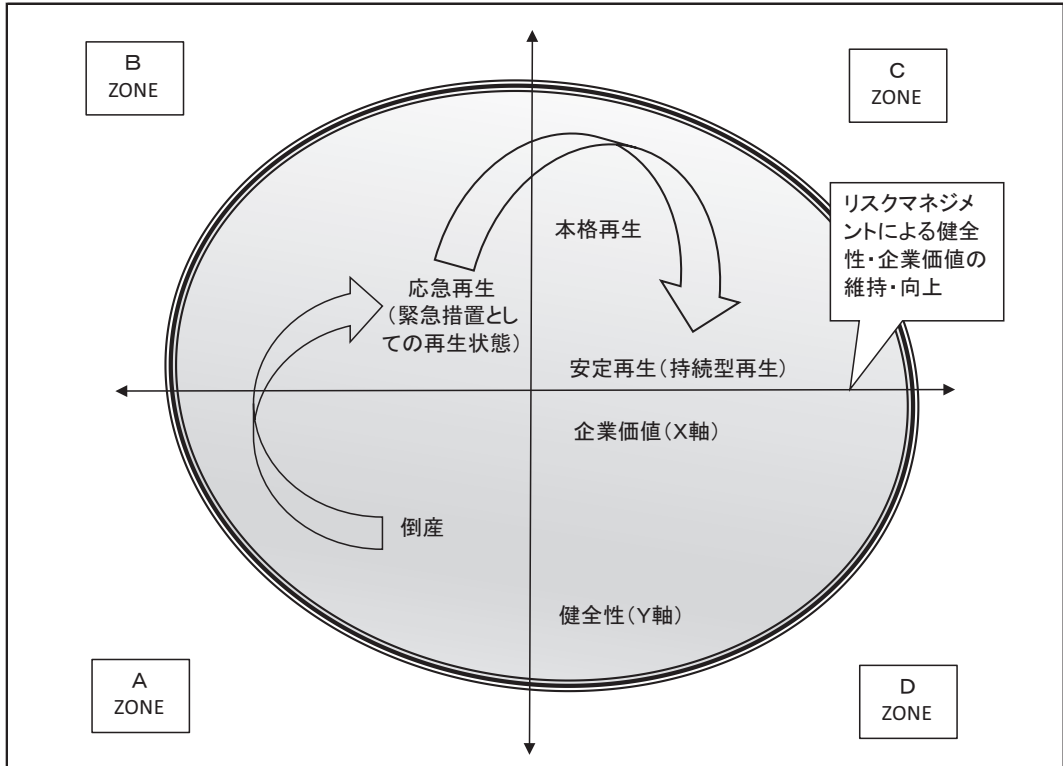 B
ZONE
C
ZONE
リスクマネジメ
ントによる健全
性・企業価値の
維持・向上
本格再生
応急再生
（緊急措置とし
ての再生状態）
安定再生（持続型再生）
企業価値（X軸）
倒産
健全性（Y軸）
A
ZONE
D
ZONE